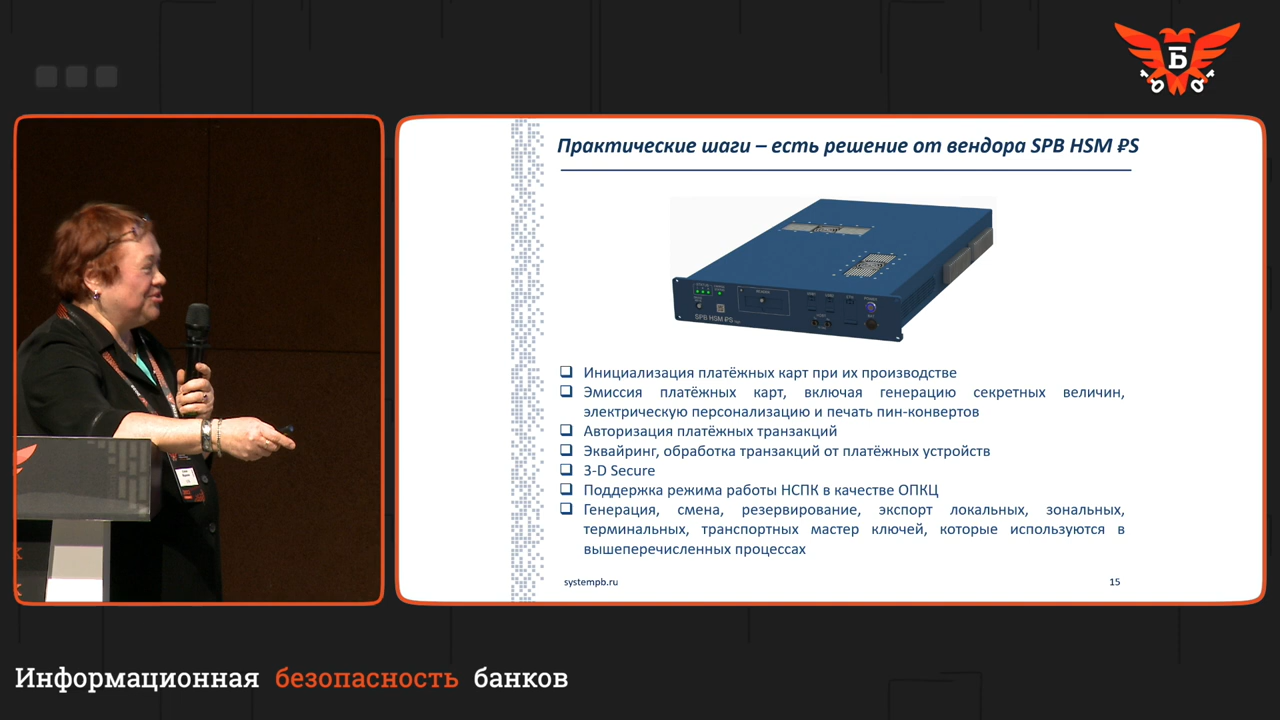 Б
Практические шаги – есть решение от вендора SPB HSM ₽S
SPB HSM ₽S
❑ Инициализация платёжных карт при их производстве
❑ Эмиссия платёжных карт, включая генерацию секретных величин,
электрическую персонализацию и печать пин-конвертов
❑ Авторизация платёжных транзакций
❑ Эквайринг, обработка транзакций от платёжных устройств
❑ 3-D Secure
❑ Поддержка режима работы НСПК в качестве ОПКЦ
❑ Генерация, смена, резервирование, экспорт локальных, зональных,
терминальных, транспортных мастер ключей, которые используются в
вышеперечисленных процессах
systempb.ru
15
Информационная безопасность банков